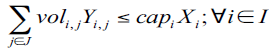 ∑_{j∈J} vol_{i,j} Y_{i,j} ≤ cap_i X_i ; ∀i ∈ I